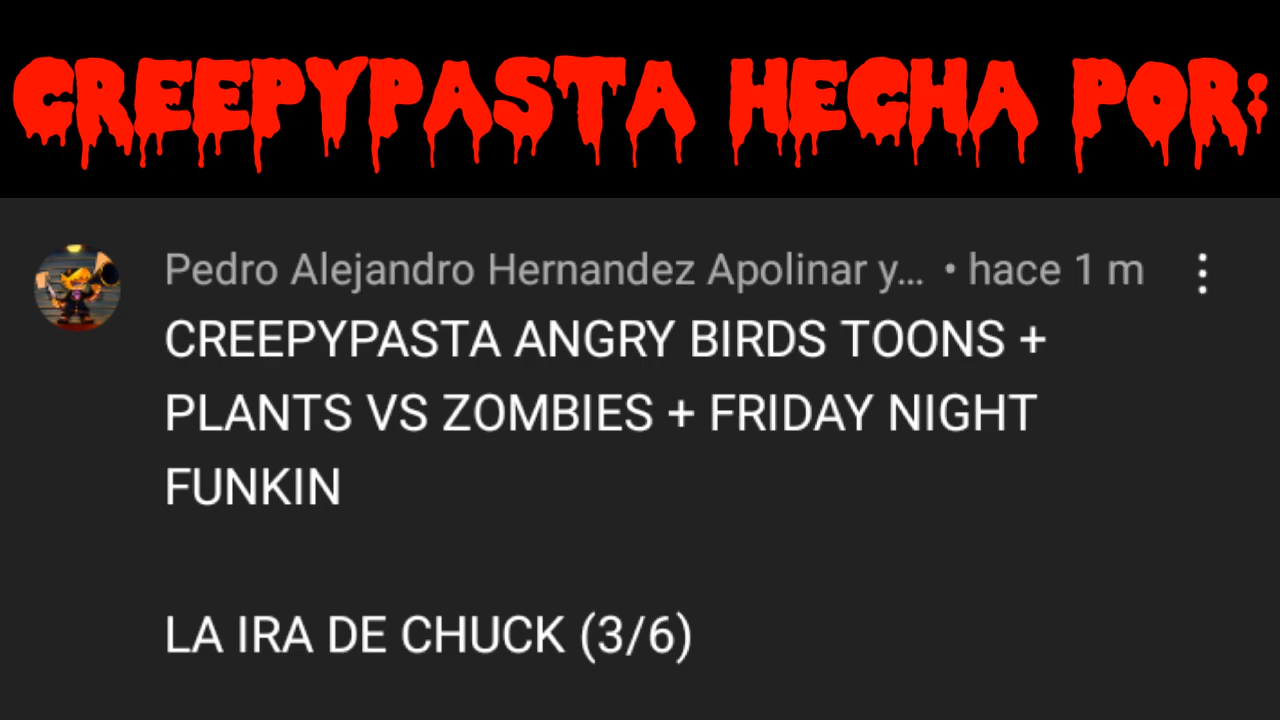 CREEPYPASTA HECHA POR:
Pedro Alejandro Hernandez Apolinar y... • hace 1 m
CREEPYPASTA ANGRY BIRDS TOONS +
PLANTS VS ZOMBIES + FRIDAY NIGHT
FUNKIN
LA IRA DE CHUCK (3/6)